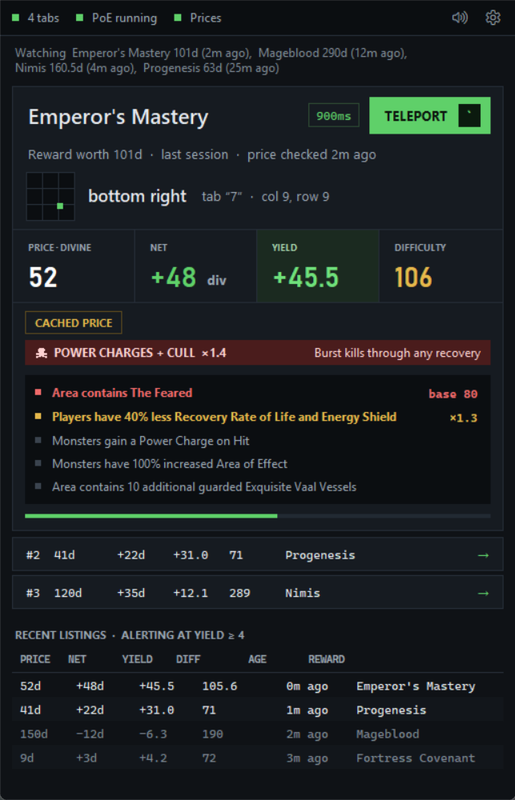 4 tabs PoE running Prices
Watching Emperor's Mastery 101d (2m ago), Mageblood 290d (12m ago),
Nimis 160.5d (4m ago), Progenesis 63d (25m ago)
Emperor's Mastery 900ms TELEPORT `
Reward worth 101d · last session · price checked 2m ago
bottom right tab "7" · col 9, row 9
PRICE·DIVINE NET YIELD DIFFICULTY
52 +48 div +45.5 106
CACHED PRICE
POWER CHARGES + CULL ×1.4 Burst kills through any recovery
Area contains The Feared base 80
Players have 40% less Recovery Rate of Life and Energy Shield ×1.3
Monsters gain a Power Charge on Hit
Monsters have 100% increased Area of Effect
Area contains 10 additional guarded Exquisite Vaal Vessels
#2 41d +22d +31.0 71 Progenesis →
#3 120d +35d +12.1 289 Nimis →
RECENT LISTINGS · ALERTING AT YIELD ≥ 4
PRICE NET YIELD DIFF AGE REWARD
52d +48d +45.5 105.6 0m ago Emperor's Mastery
41d +22d +31.0 71 1m ago Progenesis
150d −12d −6.3 190 2m ago Mageblood
9d +3d +4.2 72 3m ago Fortress Covenant